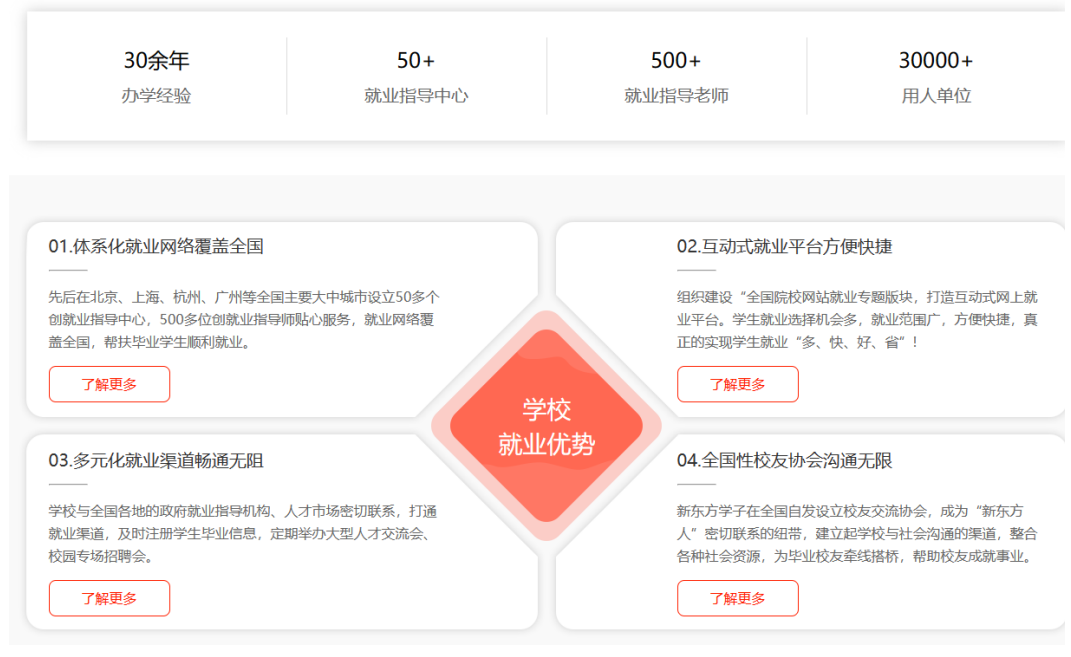 30余年
办学经验
50+
就业指导中心
500+
就业指导老师
30000+
用人单位
01.体系化就业网络覆盖全国
先后在北京、上海、杭州、广州等全国主要大中城市设立50多个
创就业指导中心，500多位创就业指导师贴心服务，就业网络覆
盖全国，帮扶毕业学生顺利就业。
了解更多
02.互动式就业平台方便快捷
组织建设“全国院校网站就业专题版块，打造互动式网上就
业平台。学生就业选择机会多，就业范围广，方便快捷，真
正的实现学生就业“多、快、好、省”！
了解更多
学校
就业优势
03.多元化就业渠道畅通无阻
学校与全国各地的政府就业指导机构、人才市场密切联系，打通
就业渠道，及时注册学生毕业信息，定期举办大型人才交流会、
校园专场招聘会。
了解更多
04.全国性校友协会沟通无限
新东方学子在全国自发设立校友交流协会，成为“新东方
人”密切联系的纽带，建立起学校与社会沟通的渠道，整合
各种社会资源，为毕业校友牵线搭桥，帮助校友成就事业。
了解更多